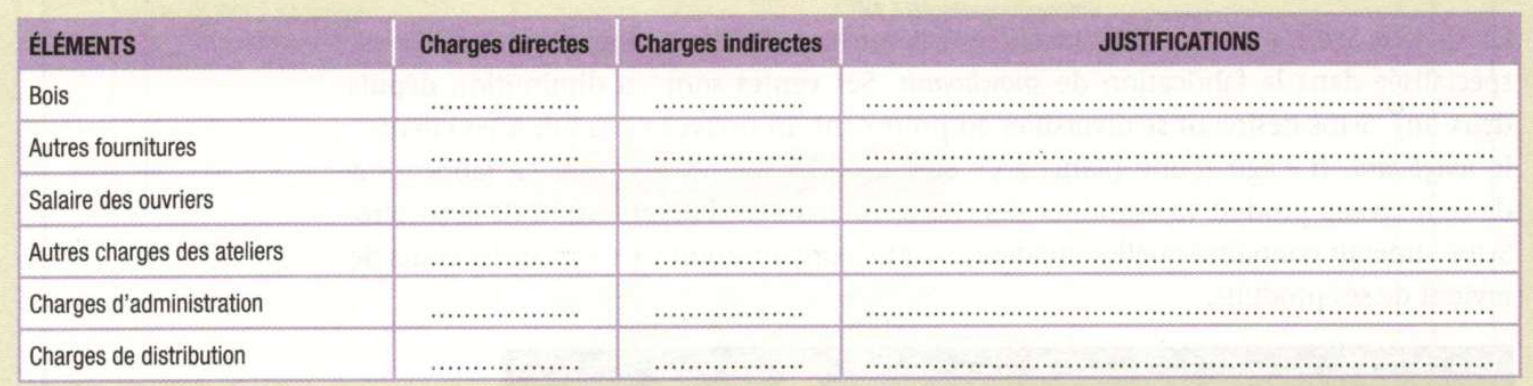 ÉLÉMENTS Charges directes Charges indirectes JUSTIFICATIONS
Bois ................ ................ ................................
Autres fournitures ................ ................ ................................
Salaire des ouvriers ................ ................ ................................
Autres charges des ateliers ................ ................ ................................
Charges d'administration ................ ................ ................................
Charges de distribution ................ ................ ................................